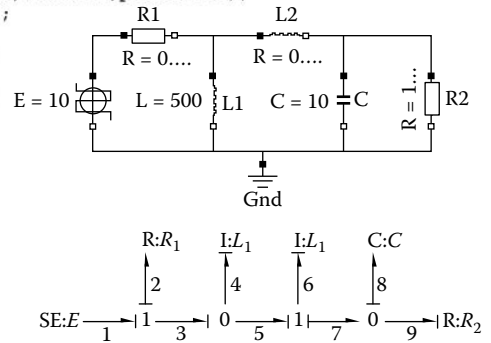 ;
R1
L2
R = 0....
R = 0....
E = 10
L = 500
L1
C = 10
C
R = 1...
R2
Gnd
R:R₁
I:L₁
I:L₁
C:C
2
4
6
8
SE:E
1
0
1
0
R:R₂
1
3
5
7
9